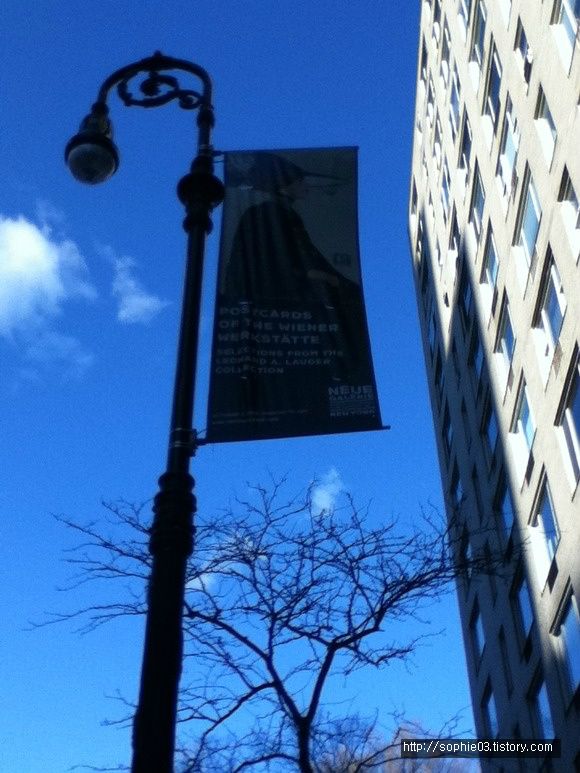 POSTCARDS
OF THE WIENER
WERKSTÄTTE
SELECTIONS FROM THE
LEONARD A. LAUDER
COLLECTION
NEUE
GALERIE
NEW YORK
http://sophie03.tistory.com